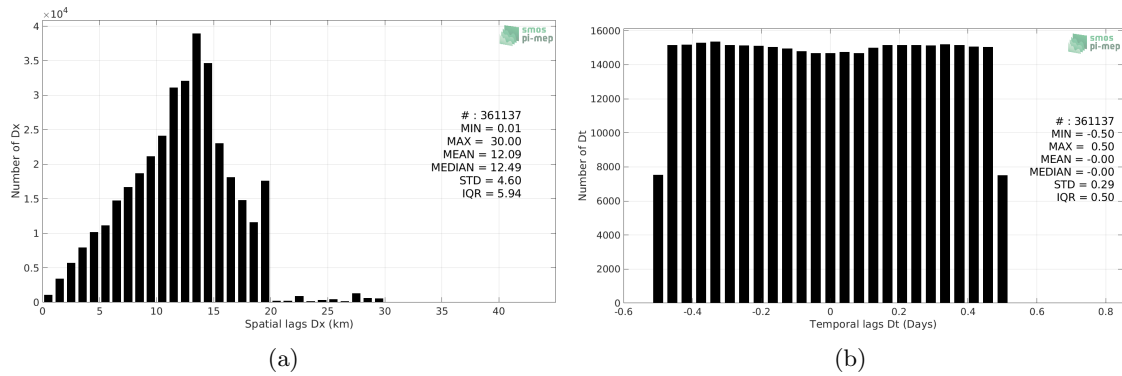 ×10⁴
4
3.5
3
2.5
2
1.5
1
0.5
0
Number of Dx
0 5 10 15 20 25 30 35 40
Spatial lags Dx (km)
smos
pi-mep
# : 361137
MIN = 0.01
MAX = 30.00
MEAN = 12.09
MEDIAN = 12.49
STD = 4.60
IQR = 5.94
(a)
16000
14000
12000
10000
8000
6000
4000
2000
0
Number of Dt
-0.6 -0.4 -0.2 0 0.2 0.4 0.6 0.8
Temporal lags Dt (Days)
smos
pi-mep
# : 361137
MIN = -0.50
MAX = 0.50
MEAN = -0.00
MEDIAN = -0.00
STD = 0.29
IQR = 0.50
(b)